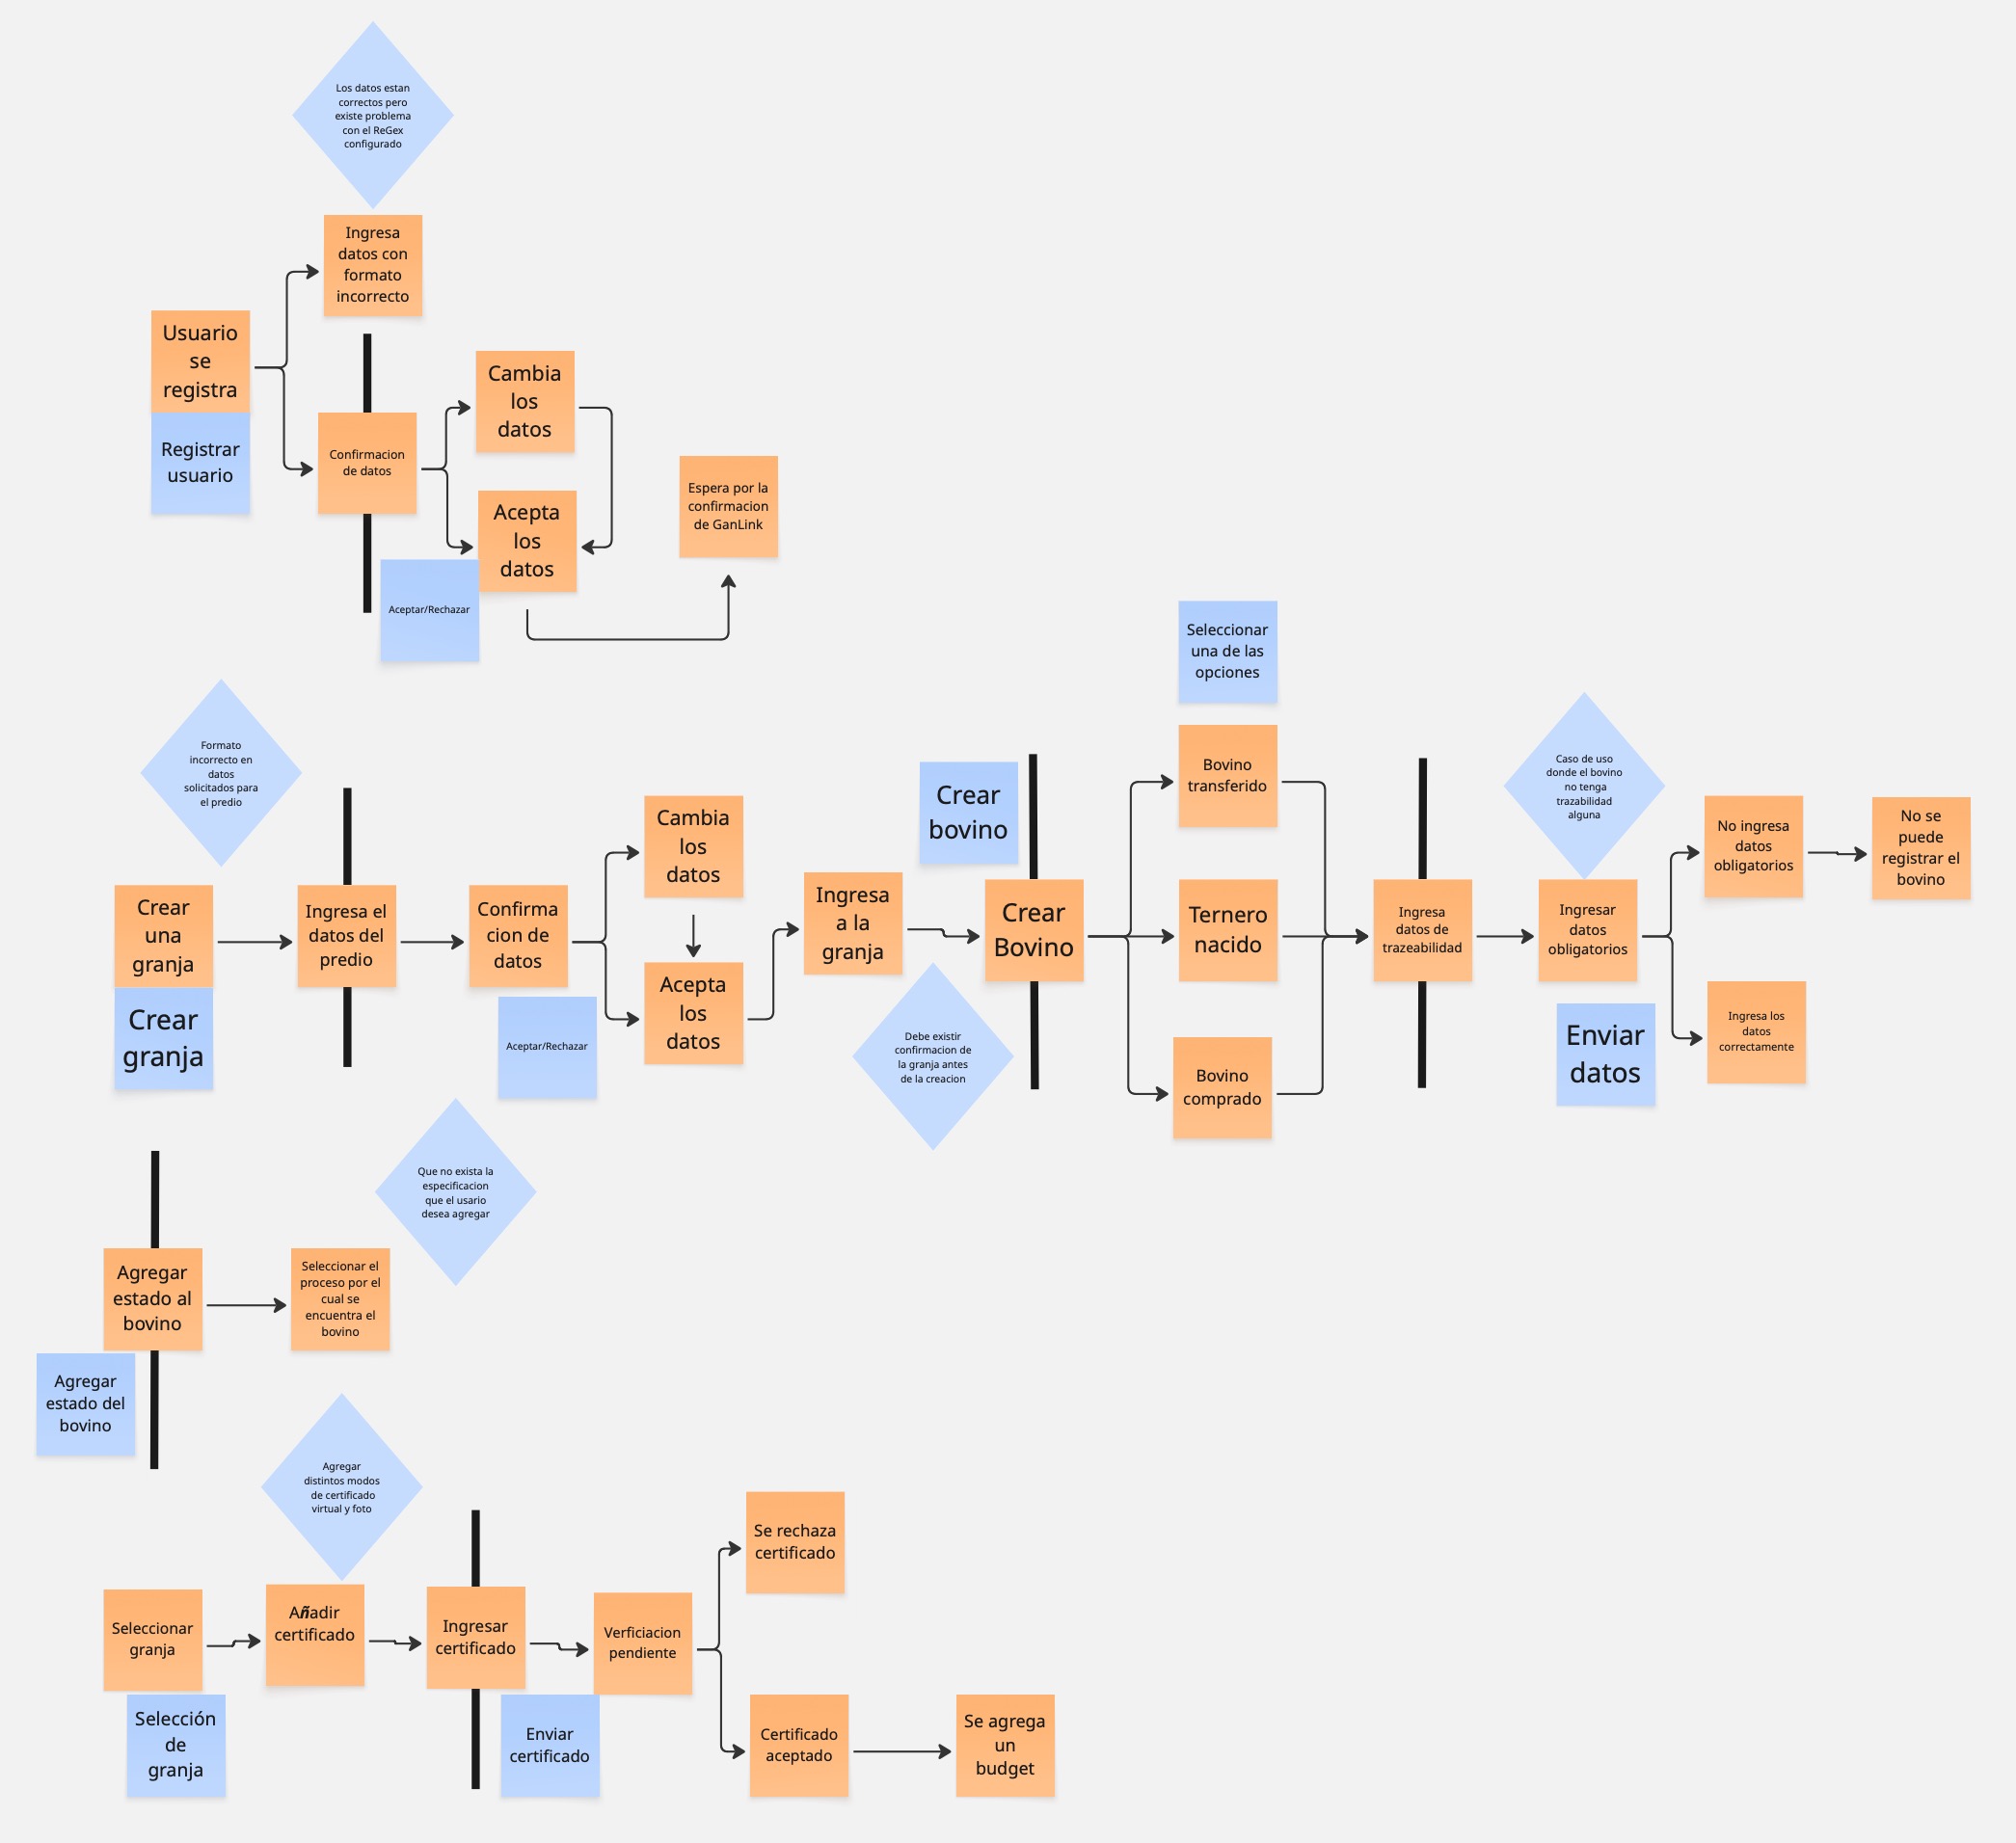 Los datos estan
correctos pero
existe problema
con el ReGex
configurado
Ingresa
datos con
formato
incorrecto
Usuario
se
registra
Registrar
usuario
Confirmacion
de datos
Cambia
los
datos
Acepta
los
datos
Aceptar/Rechazar
Espera por la
confirmacion
de GanLink
Formato
incorrecto en
datos
solicitados para
el predio
Crear
una
granja
Crear
granja
Ingresa el
datos del
predio
Confirma
cion de
datos
Aceptar/Rechazar
Cambia
los
datos
Acepta
los
datos
Ingresa
a la
granja
Debe existir
confirmacion de
la granja antes
de la creacion
Crear
bovino
Crear
Bovino
Seleccionar
una de las
opciones
Bovino
transferido
Ternero
nacido
Bovino
comprado
Ingresa
datos de
trazeabilidad
Caso de uso
donde el bovino
no tenga
trazabilidad
alguna
Ingresar
datos
obligatorios
Enviar
datos
No ingresa
datos
obligatorios
No se
puede
registrar el
bovino
Ingresa los
datos
correctamente
Que no exista la
especificacion
que el usario
desea agregar
Agregar
estado al
bovino
Agregar
estado del
bovino
Seleccionar el
proceso por el
cual se
encuentra el
bovino
Agregar
distintos modos
de certificado
virtual y foto
Seleccionar
granja
Selección
de
granja
Añadir
certificado
Ingresar
certificado
Enviar
certificado
Verficiacion
pendiente
Se rechaza
certificado
Certificado
aceptado
Se agrega
un
budget